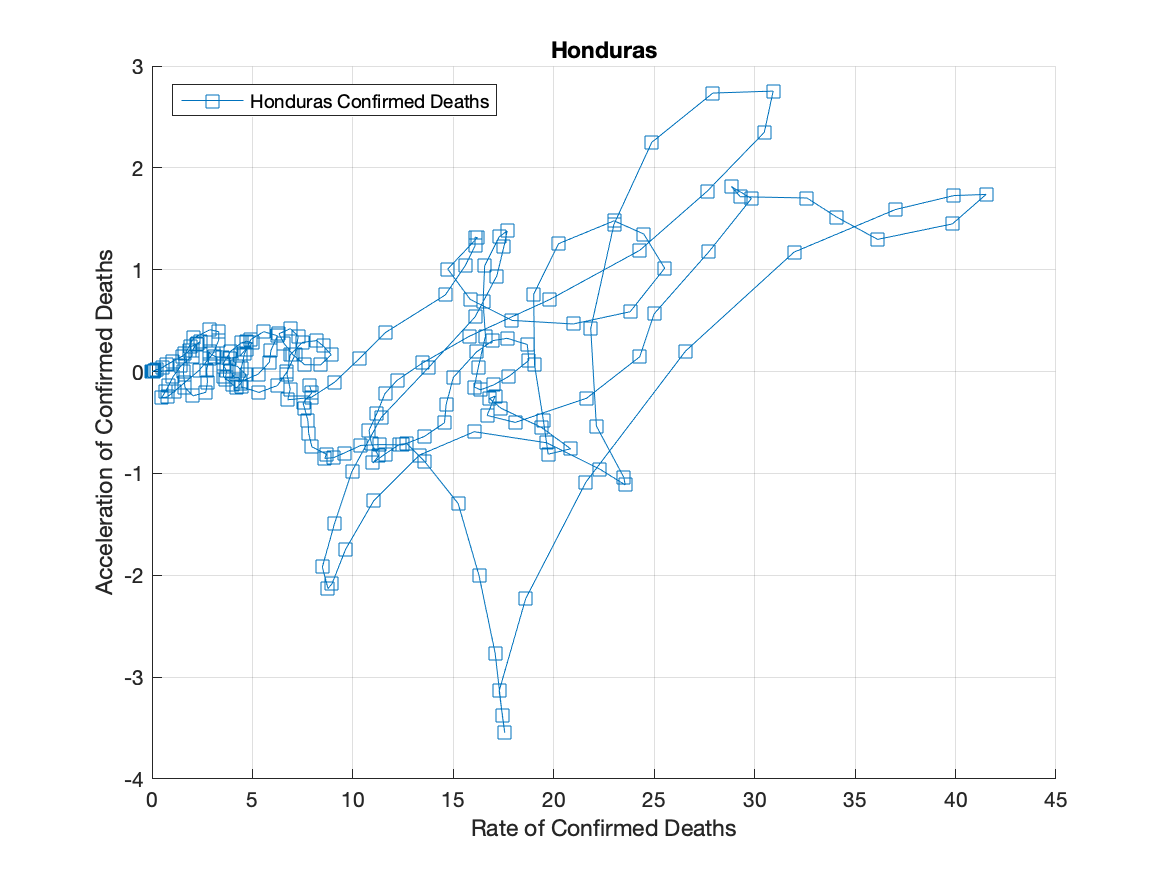 Honduras
Honduras Confirmed Deaths
3
2
1
0
-1
-2
-3
-4
Acceleration of Confirmed Deaths
0 5 10 15 20 25 30 35 40 45
Rate of Confirmed Deaths